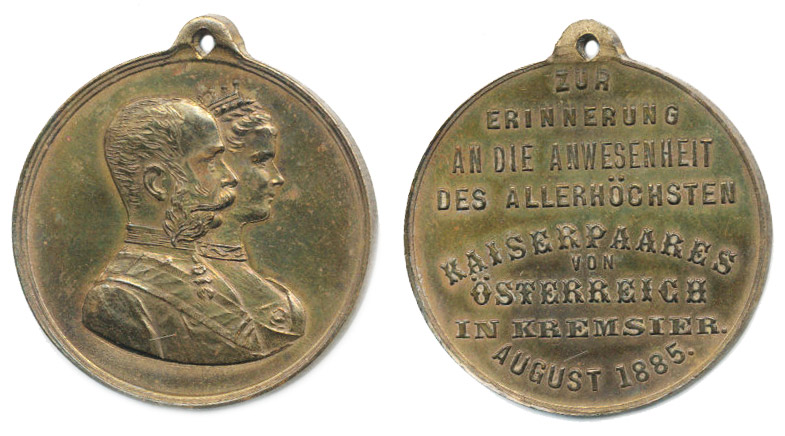 ZUR
ERINNERUNG
AN DIE ANWESENHEIT
DES ALLERHÖCHSTEN
KAISERPAARES
VON
ÖSTERREICH
IN KREMSIER.
AUGUST 1885.